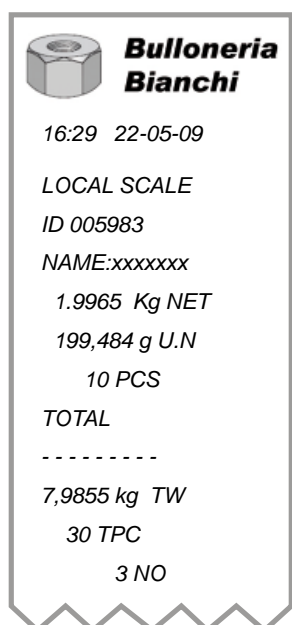 Bulloneria
Bianchi
16:29 22-05-09
LOCAL SCALE
ID 005983
NAME:xxxxxxx
1.9965 Kg NET
199,484 g U.N
10 PCS
TOTAL
- - - - - - - - -
7,9855 kg TW
30 TPC
3 NO